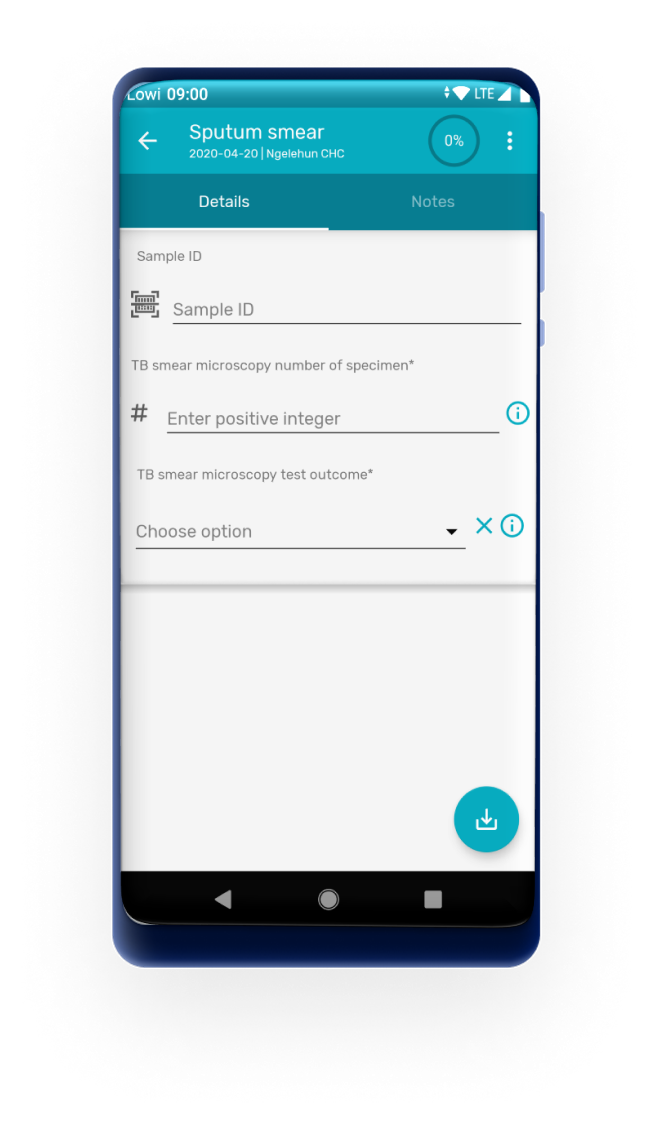 Lowi 09:00 LTE
Sputum smear
2020-04-20 | Ngelehun CHC
0%
Details Notes
Sample ID
Sample ID
TB smear microscopy number of specimen*
# Enter positive integer
TB smear microscopy test outcome*
Choose option